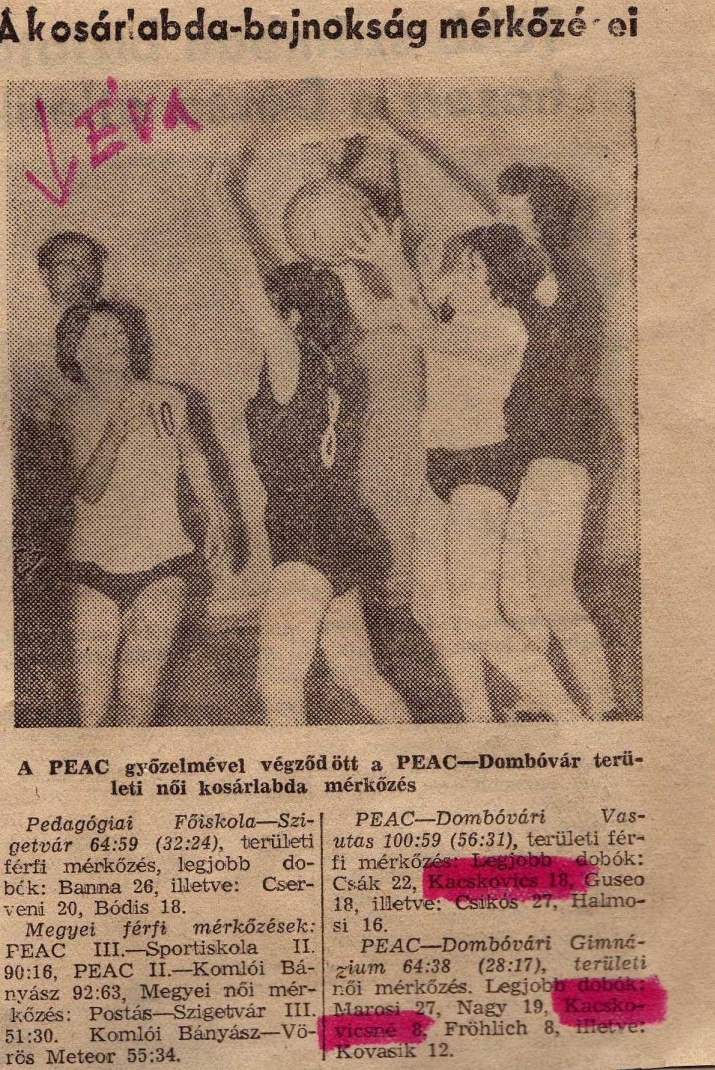 A kosárlabda-bajnokság mérkőzései
ÉVA
10
A PEAC győzelmével végződött a PEAC—Dombóvár terü-
leti női kosárlabda mérkőzés
Pedagógiai Főiskola—Szi-
getvár 64:59 (32:24), területi
férfi mérkőzés, legjobb do-
bók: Banna 26, illetve: Cser-
veni 20, Bódis 18.
Megyei férfi mérkőzések:
PEAC III.—Sportiskola II.
90:16, PEAC II.—Komlói Bá-
nyász 92:63, Megyei női mér-
kőzés: Postás—Szigetvár III.
51:30. Komlói Bányász—Vö-
rös Meteor 55:34.
PEAC—Dombóvári Vas-
utas 100:59 (56:31), területi fér-
fi mérkőzés: Legjobb dobók:
Csák 22, Kacskovics 18, Guseo
18, illetve: Csikós 27, Halmo-
si 16.
PEAC—Dombóvári Gimná-
zium 64:38 (28:17), területi
női mérkőzés. Legjobb dobók:
Marosi 27, Nagy 19, Kacsko-
vicsné 8, Fröhlich 8, illetve:
Kovasik 12.